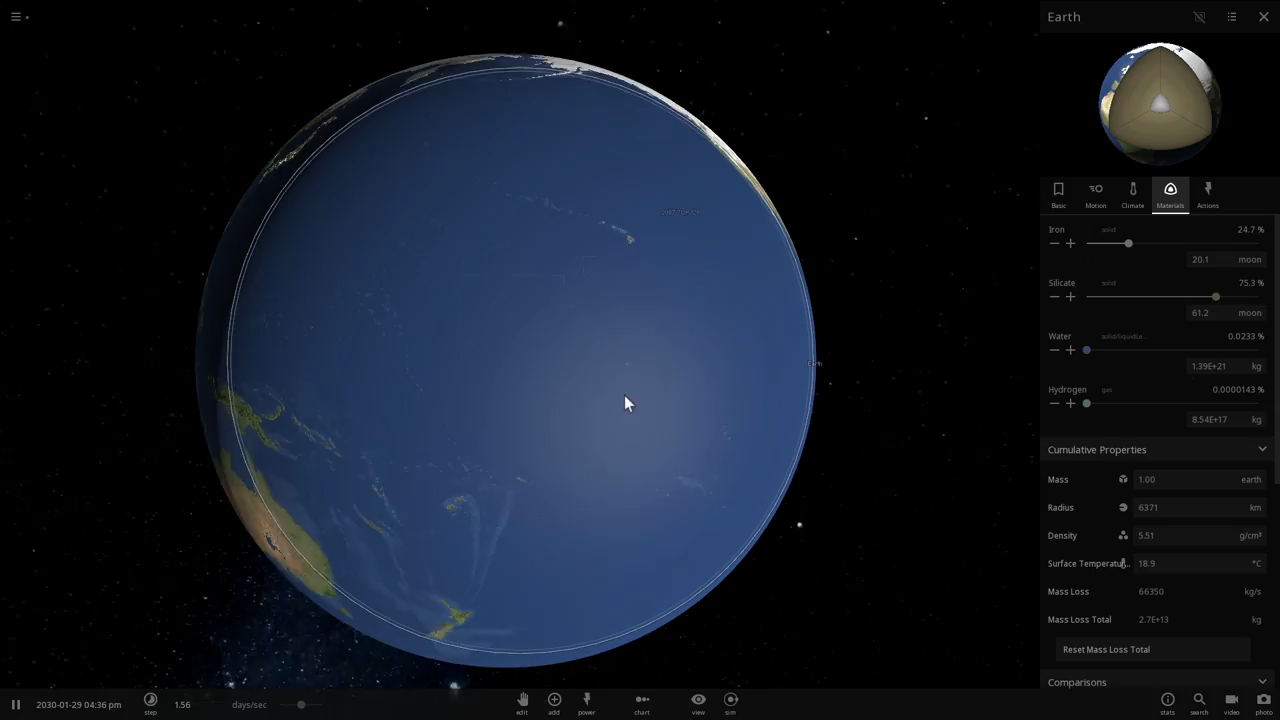 Earth
Basic
Motion
Climate
Materials
Actions
Iron solid 24.7 %
20.1 moon
Silicate solid 75.3 %
61.2 moon
Water 0.0233 %
1.39E+21 kg
Hydrogen gas 0.0000143 %
8.54E+17 kg
Cumulative Properties
Mass 1.00 earth
Radius 6371 km
Density 5.51 g/cm³
Surface 18.9 °C
Mass Loss 66350 kg/s
Mass Loss Total 2.7E+13 kg
Reset Mass Loss Total
Comparisons
Earth
2030-01-29 04:36 pm
step
1.56 days/sec
edit
add
power
chart
view
sim
stats
search
video
photo